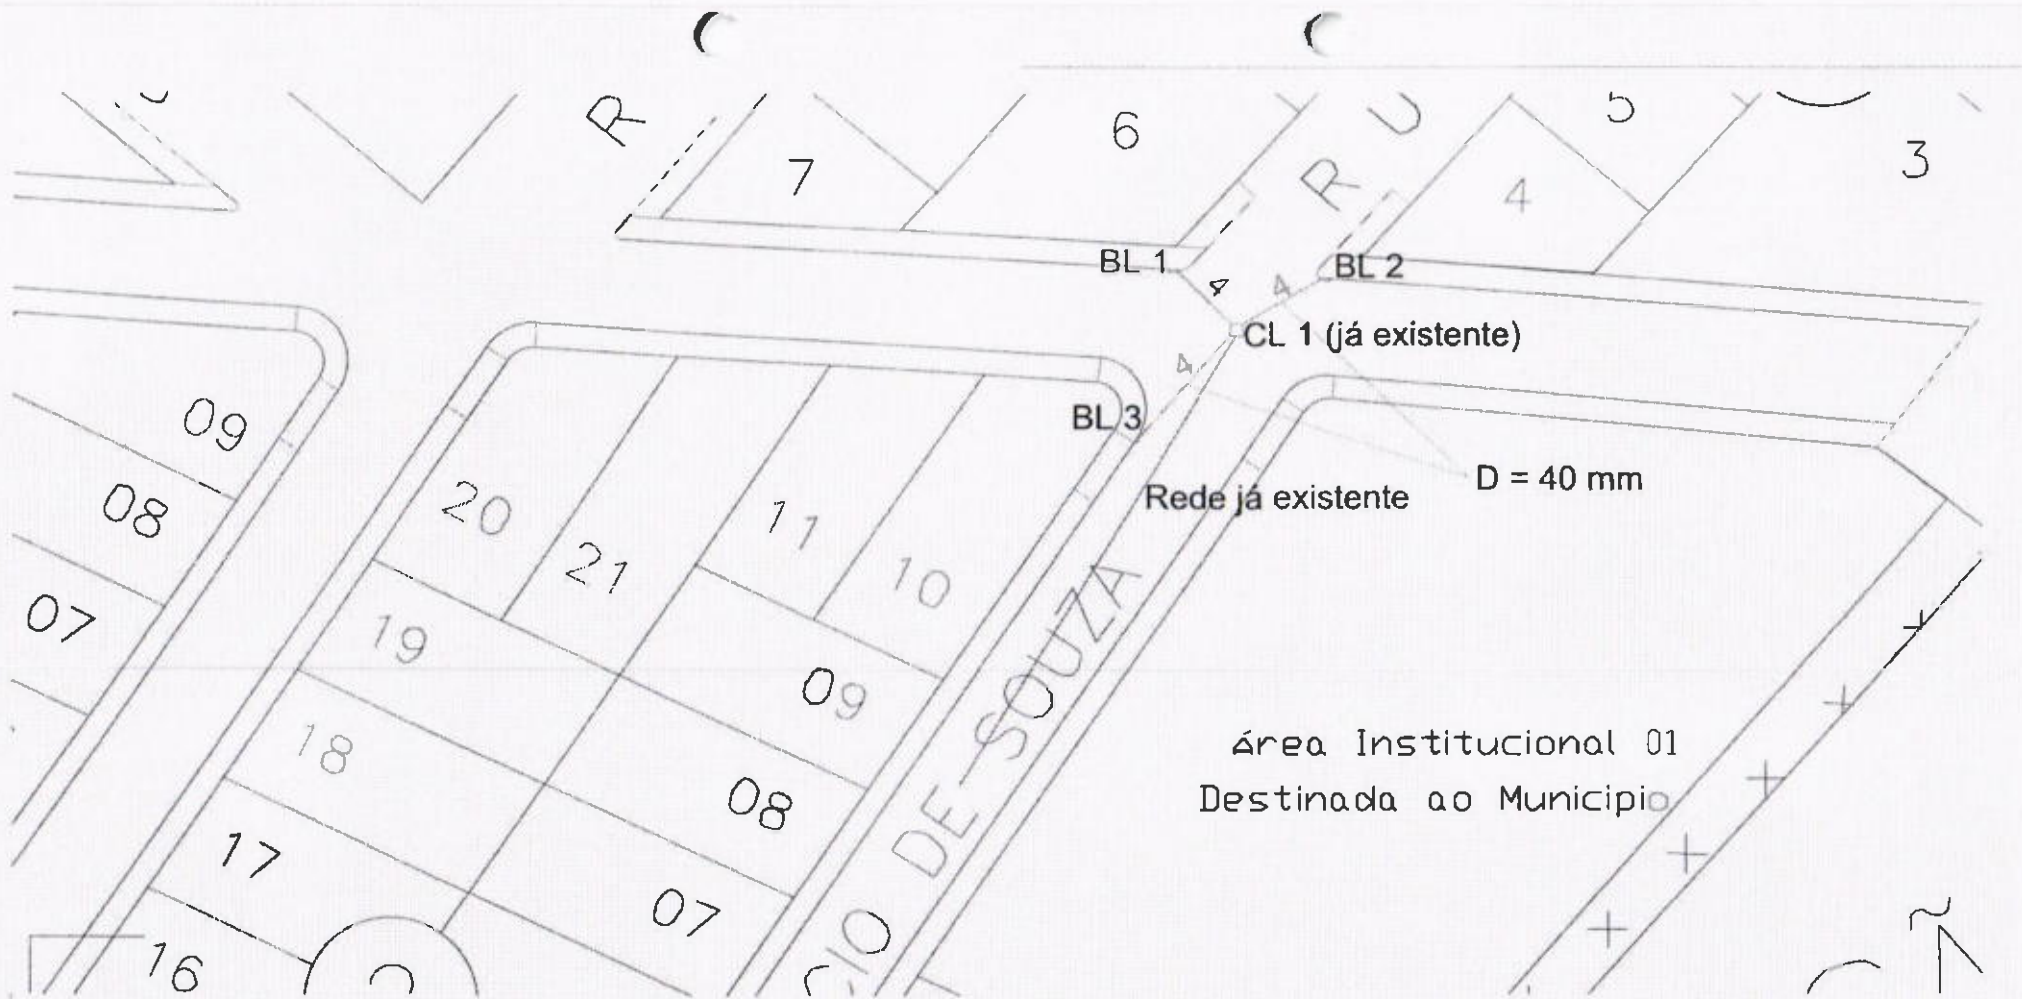 R
U
R
7
6
5
4
3
BL 1
4
4
BL 2
CL 1 (já existente)
4
BL 3
D = 40 mm
Rede já existente
09
08
07
20
21
11
10
19
09
18
08
17
07
16
CIO DE SOUZA
área Institucional 01
Destinada ao Municipio